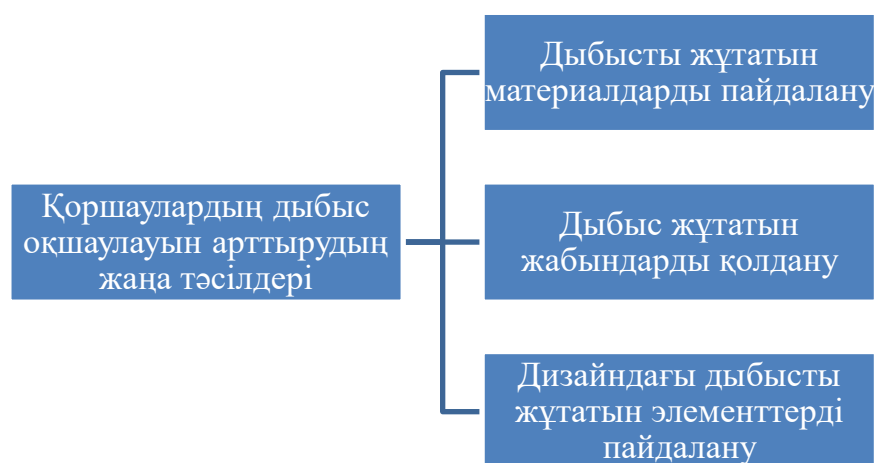 Дыбысты жұтатын
материалдарды пайдалану
Қоршаулардың дыбыс
оқшаулауын арттырудың
жаңа тәсілдері
Дыбыс жұтатын
жабындарды қолдану
Дизайндағы дыбысты
жұтатын элементтерді
пайдалану